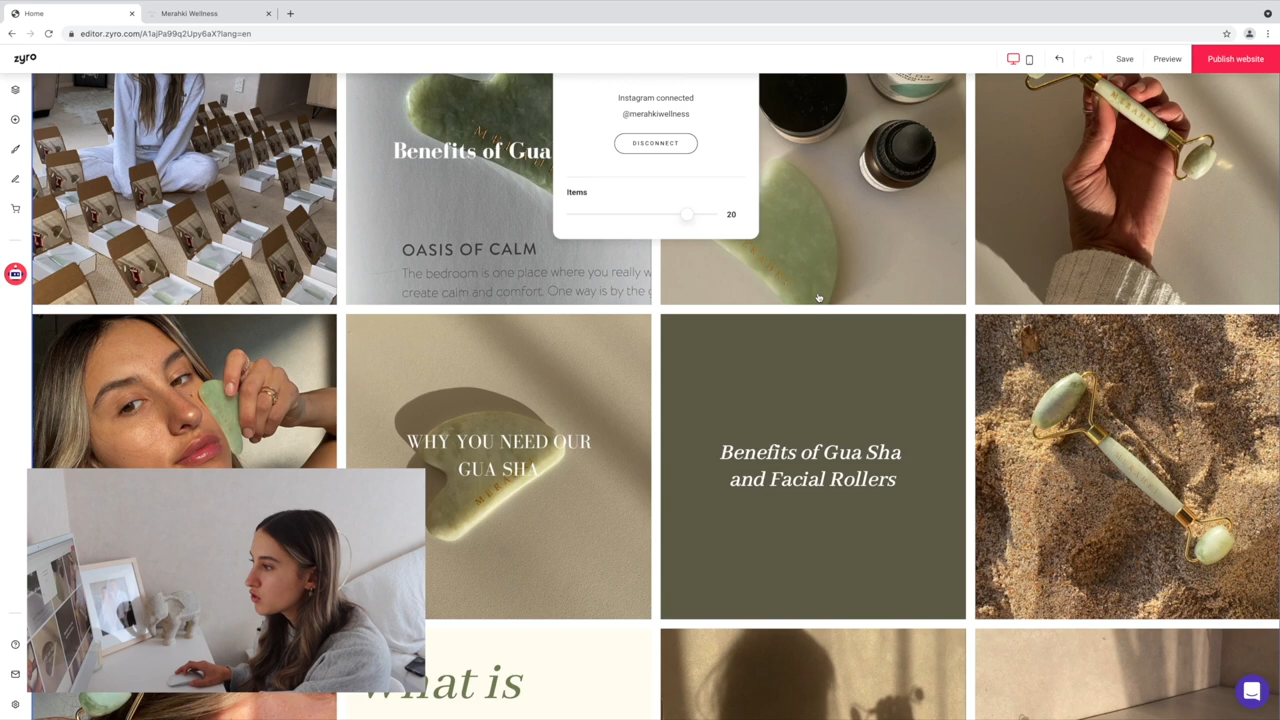 Home
Merahki Wellness
editor.zyro.com/A1ajPa99q2Upy6aX?lang=en
zyro
Save
Preview
Publish website
Instagram connected
@merahkiwellness
DISCONNECT
Items
20
Benefits of Gua
OASIS OF CALM
The bedroom is one place where you really w
create calm and comfort. One way is by the
WHY YOU NEED OUR
GUA SHA
Benefits of Gua Sha
and Facial Rollers
What is